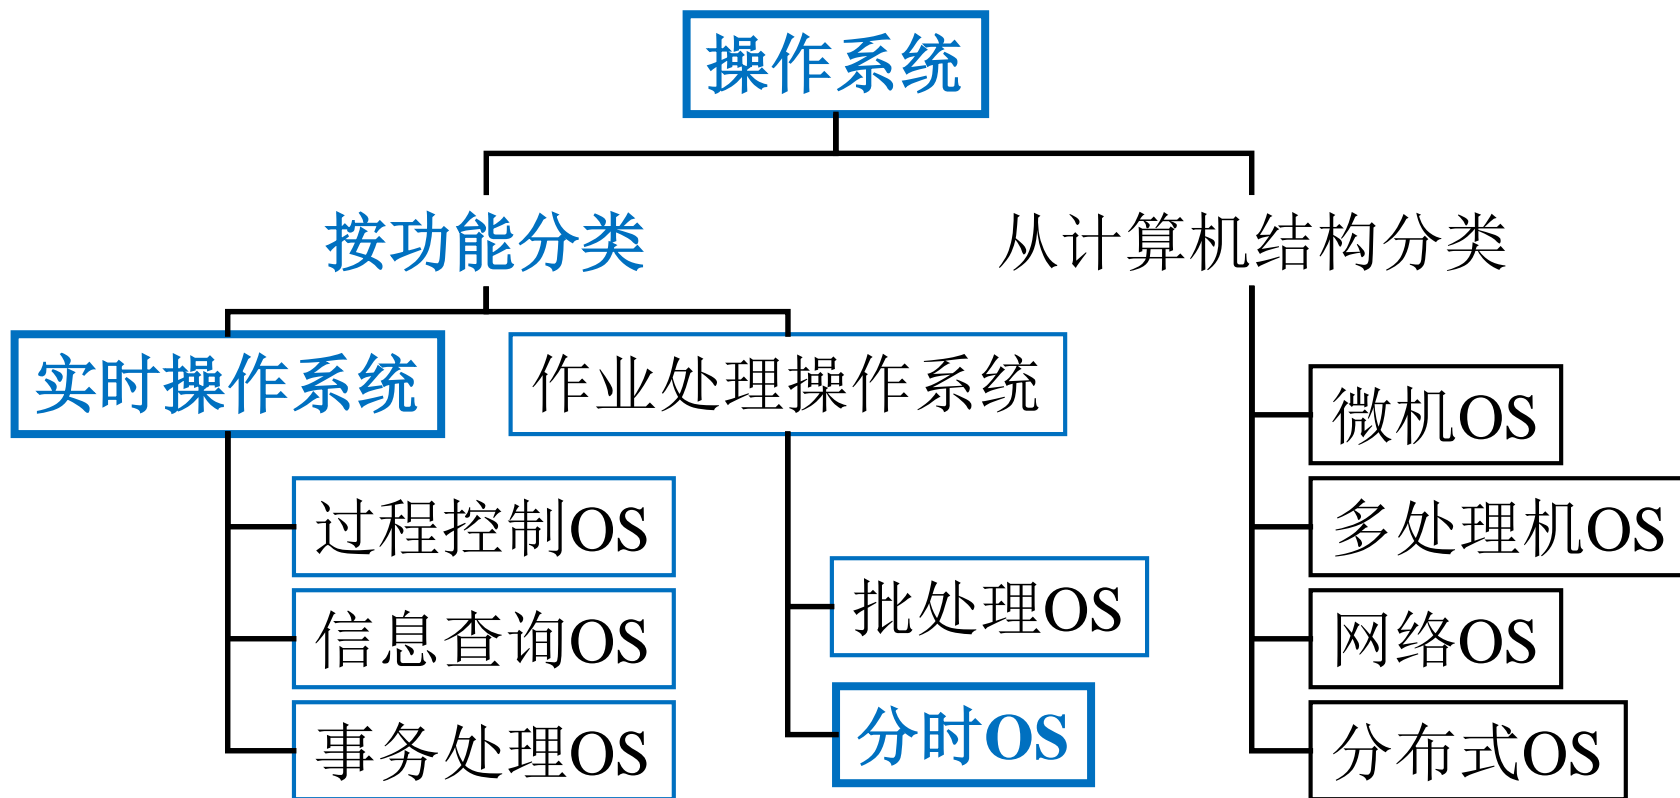 操作系统
按功能分类
从计算机结构分类
实时操作系统
作业处理操作系统
过程控制OS
信息查询OS
事务处理OS
批处理OS
分时OS
微机OS
多处理机OS
网络OS
分布式OS